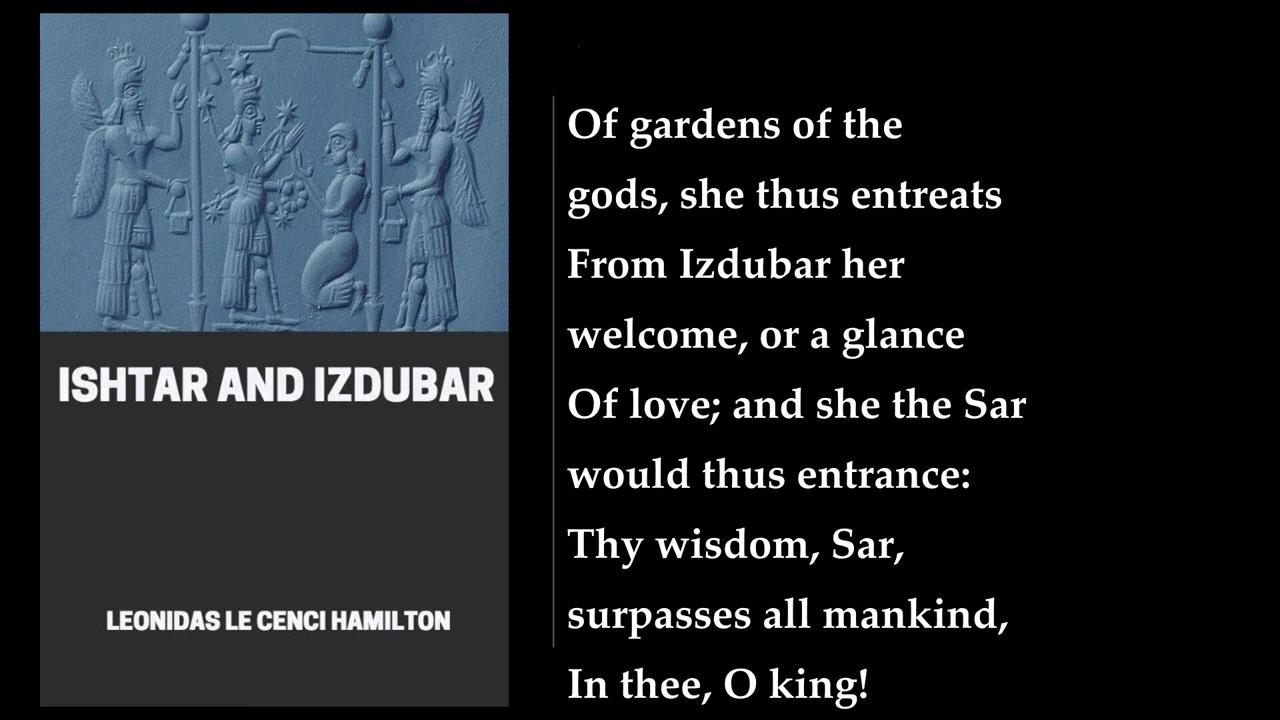 ISHTAR AND IZDUBAR
LEONIDAS LE CENCI HAMILTON
Of gardens of the
gods, she thus entreats
From Izdubar her
welcome, or a glance
Of love; and she the Sar
would thus entrance:
Thy wisdom, Sar,
surpasses all mankind,
In thee, O king!